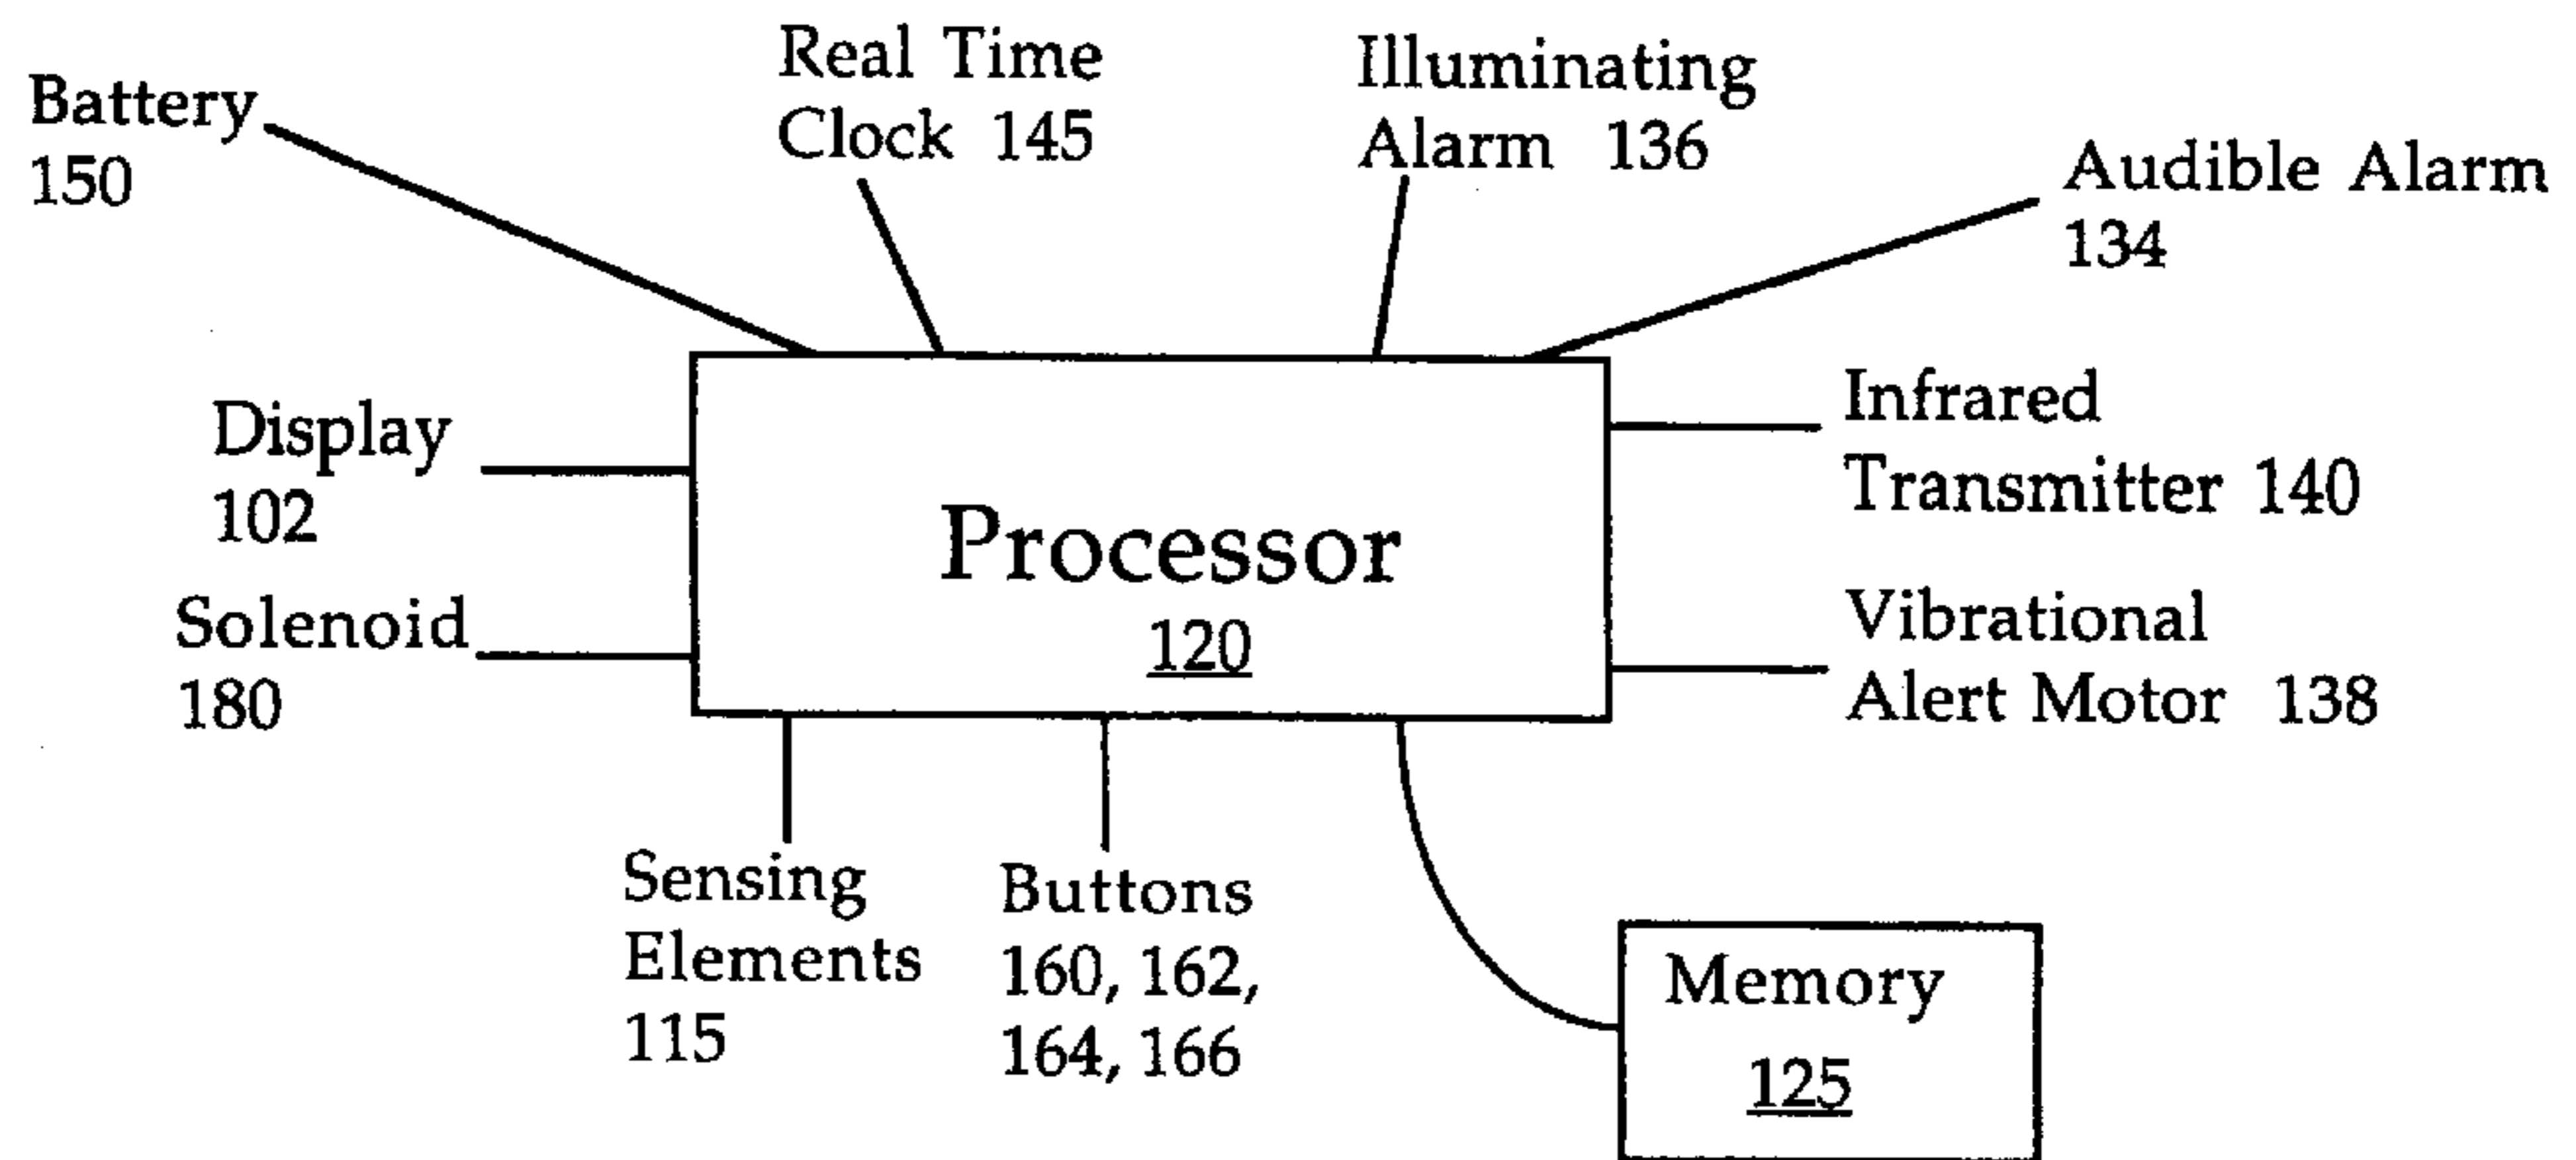 Real Time
Clock 145
Illuminating
Alarm 136
Battery
150
Audible Alarm
134
Display
102
Infrared
Transmitter 140
Processor
120
Solenoid
180
Vibrational
Alert Motor 138
Sensing
Elements
115
Buttons
160, 162,
164, 166
Memory
125